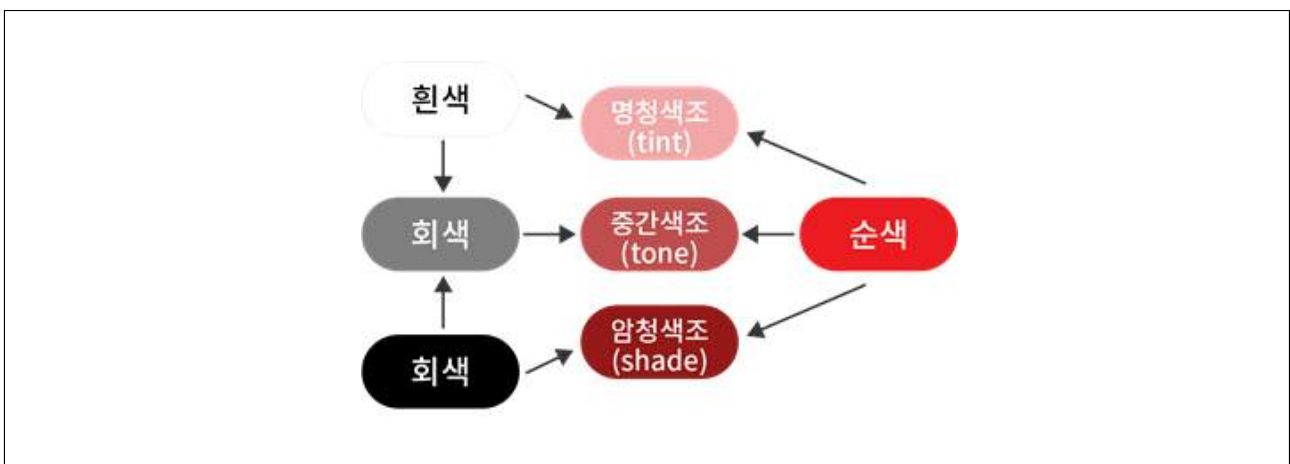 흰색
명청색조
(tint)
회색
중간색조
(tone)
순색
회색
암청색조
(shade)